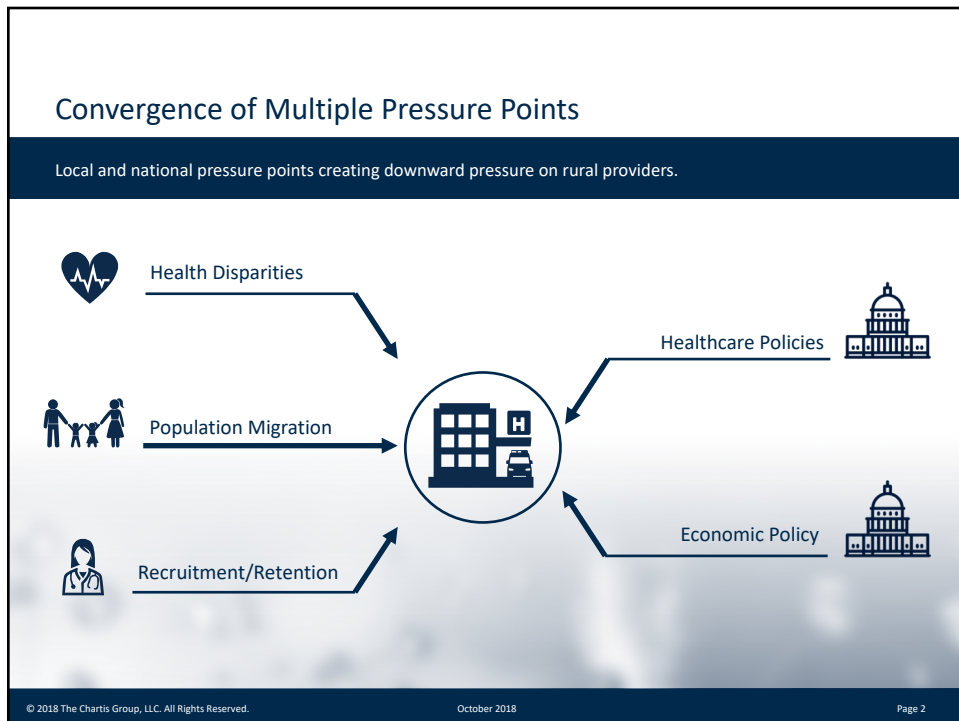 Convergence of Multiple Pressure Points
Local and national pressure points creating downward pressure on rural providers.
Health Disparities
Population Migration
Recruitment/Retention
H
Healthcare Policies
Economic Policy
© 2018 The Chartis Group, LLC. All Rights Reserved.
October 2018
Page 2